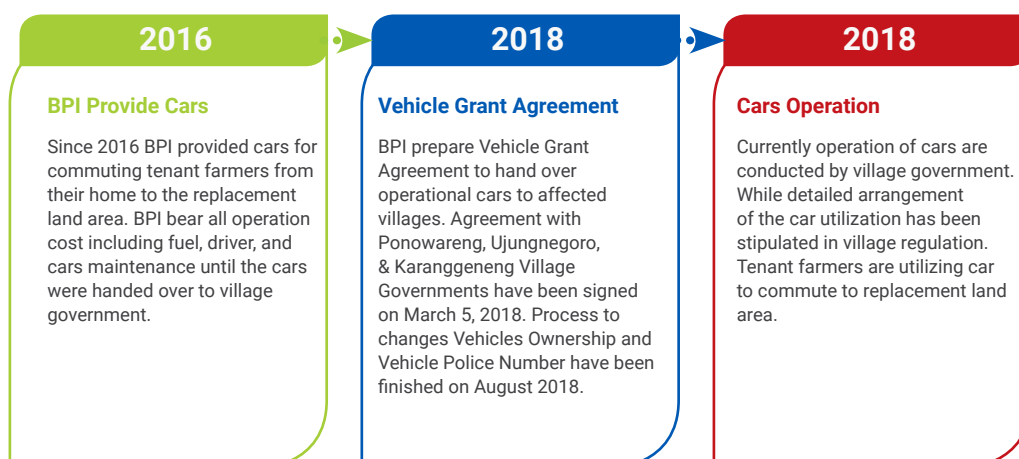 2016
BPI Provide Cars
Since 2016 BPI provided cars for
commuting tenant farmers from
their home to the replacement
land area. BPI bear all operation
cost including fuel, driver, and
cars maintenance until the cars
were handed over to village
government.
2018
Vehicle Grant Agreement
BPI prepare Vehicle Grant
Agreement to hand over
operational cars to affected
villages. Agreement with
Ponowareng, Ujungnegoro,
& Karanggeneng Village
Governments have been signed
on March 5, 2018. Process to
changes Vehicles Ownership and
Vehicle Police Number have been
finished on August 2018.
2018
Cars Operation
Currently operation of cars are
conducted by village government.
While detailed arrangement
of the car utilization has been
stipulated in village regulation.
Tenant farmers are utilizing car
to commute to replacement land
area.